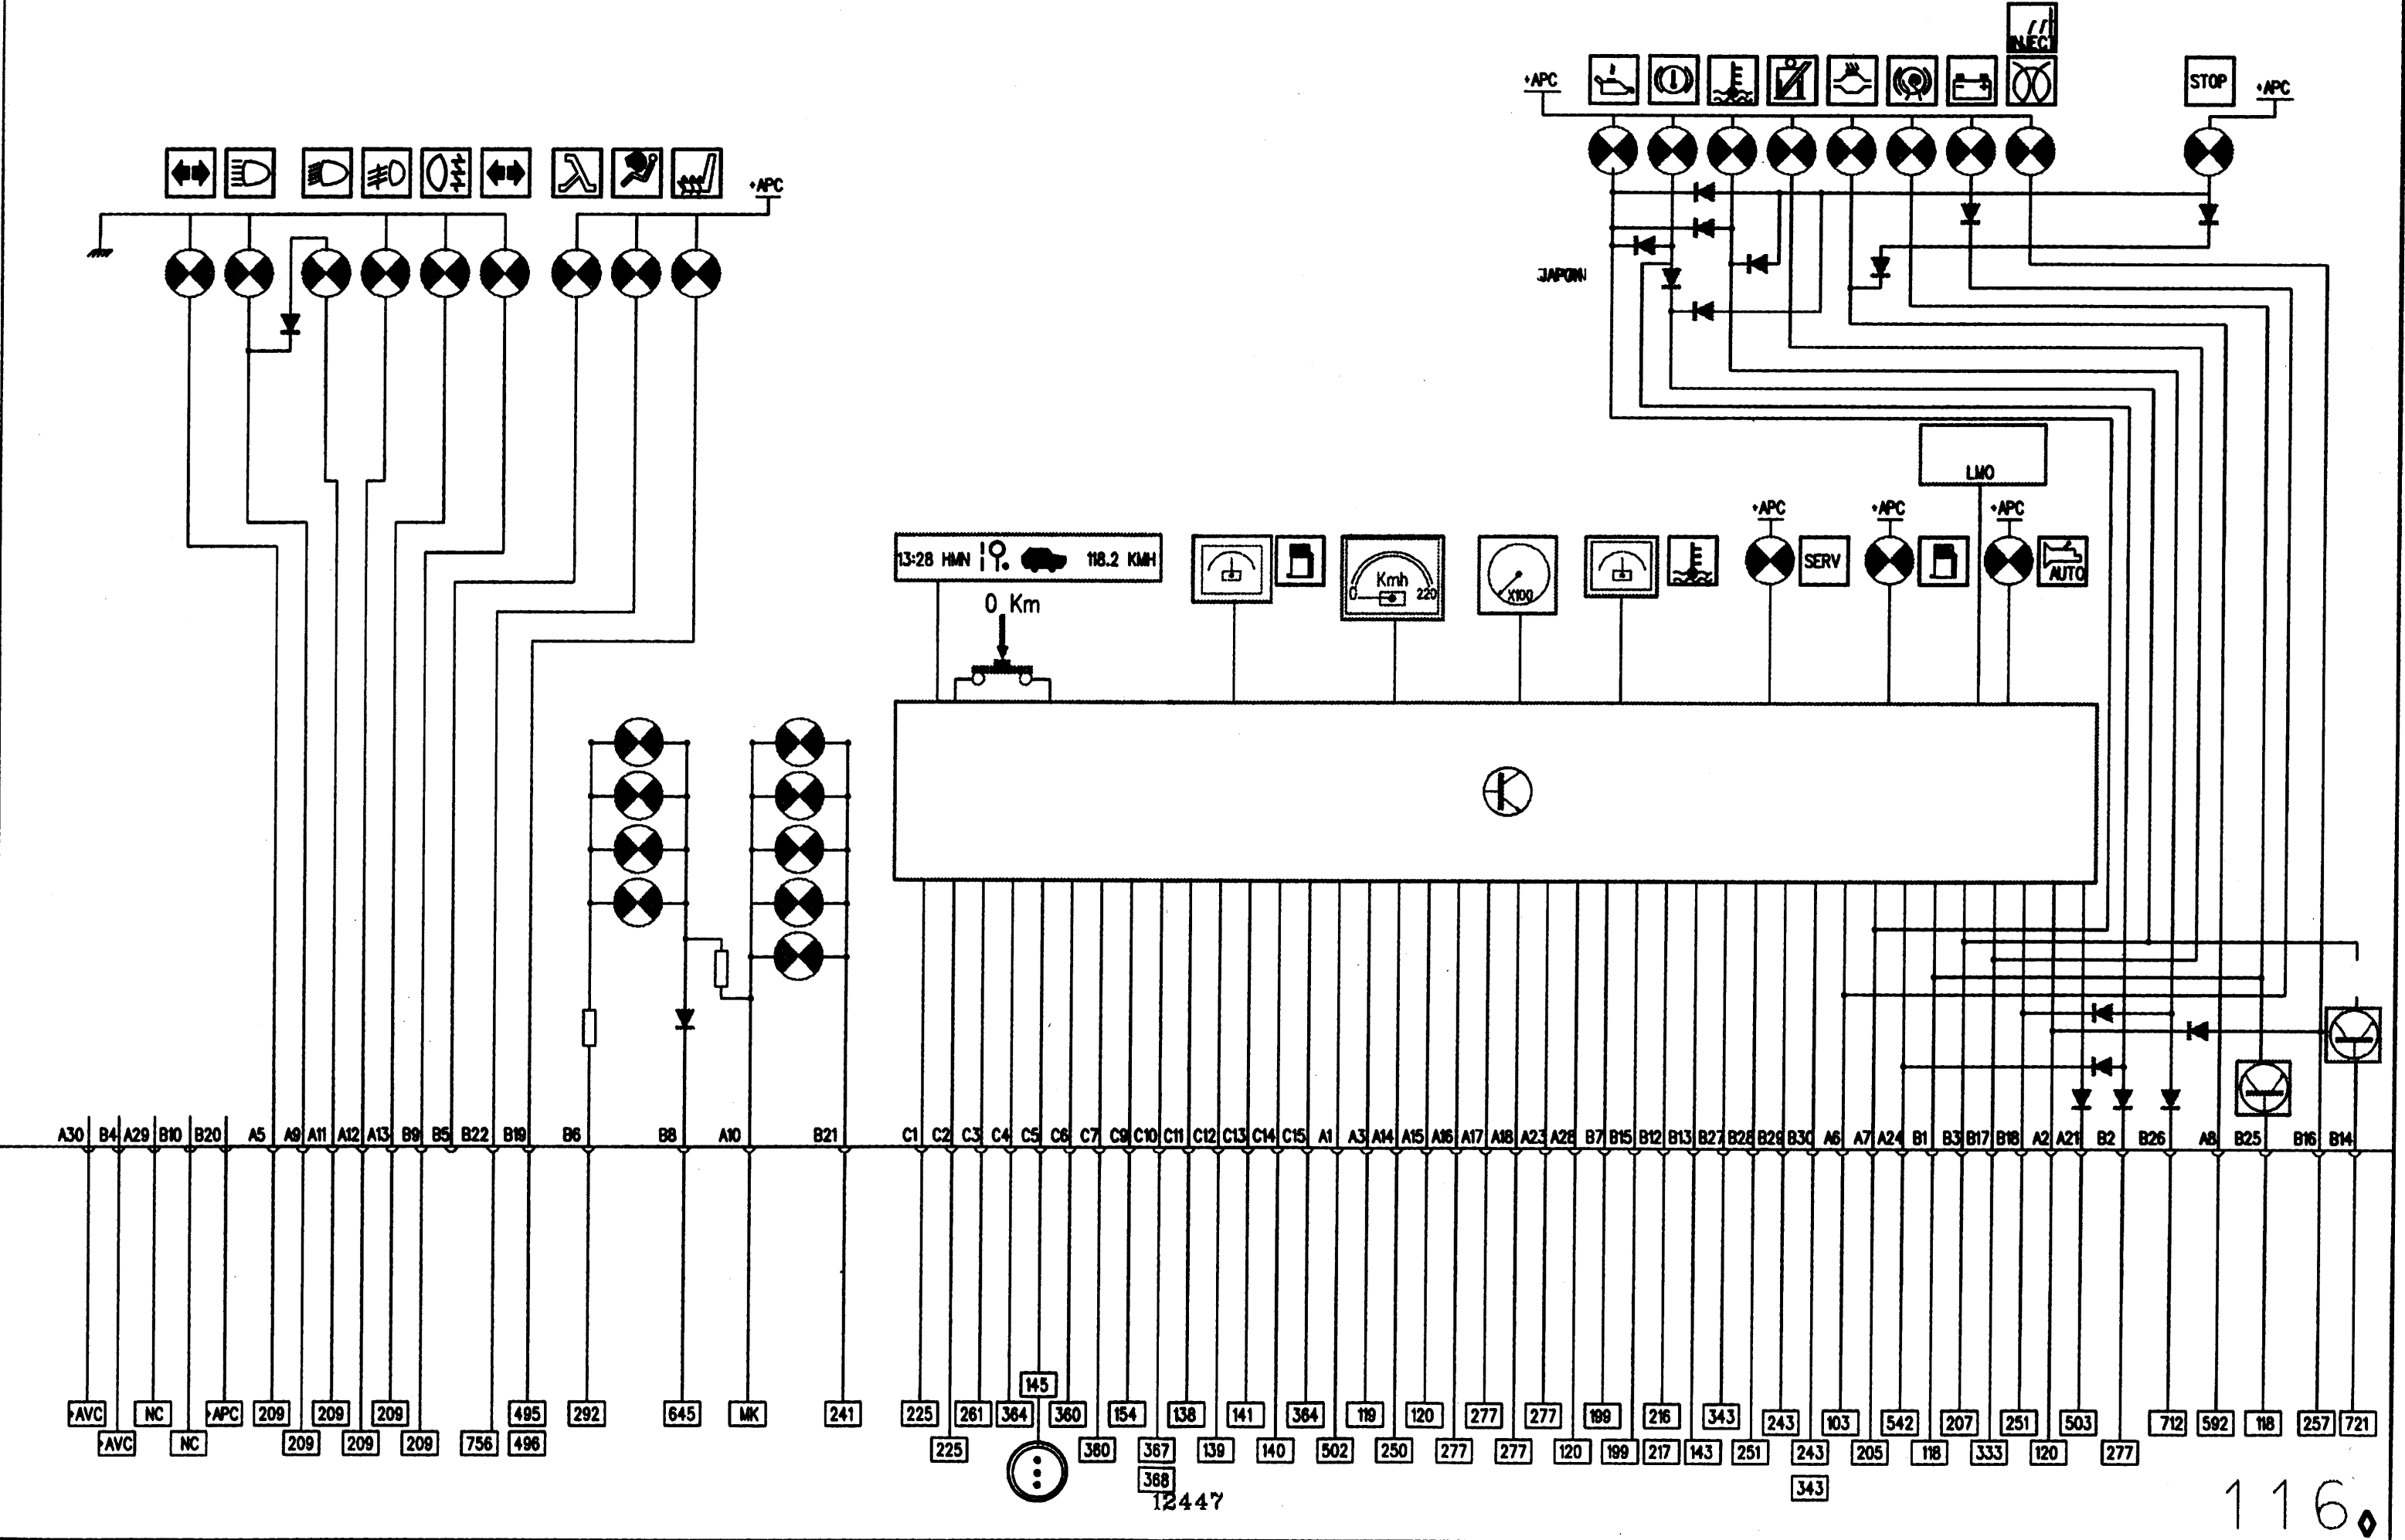 INJECT
+APC
STOP
+APC
+APC
JAPON
LMO
+APC
+APC
+APC
13:28 HMN
118.2 KMH
Kmh
0
220
X100
SERV
AUTO
0 Km
A30 B4 A29 B10 B20 A5 A9 A11 A12 A13 B9 B5 B22 B19 B6 B8 A10 B21 C1 C2 C3 C4 C5 C6 C7 C9 C10 C11 C12 C13 C14 C15 A1 A3 A14 A15 A16 A17 A18 A23 A28 B7 B15 B12 B13 B27 B28 B29 B30 A6 A7 A24 B1 B3 B17 B18 A2 A21 B2 B26 A8 B25 B16 B14
145
+AVC NC +APC 209 209 209 495 292 645 MK 241 225 261 364 360 154 138 141 364 119 120 277 277 199 216 343 243 103 542 207 251 503 712 592 118 257 721
+AVC NC 209 209 209 756 496 225 360 367 139 140 502 250 277 277 120 199 217 143 251 243 205 118 333 120 277
368
343
12447
116